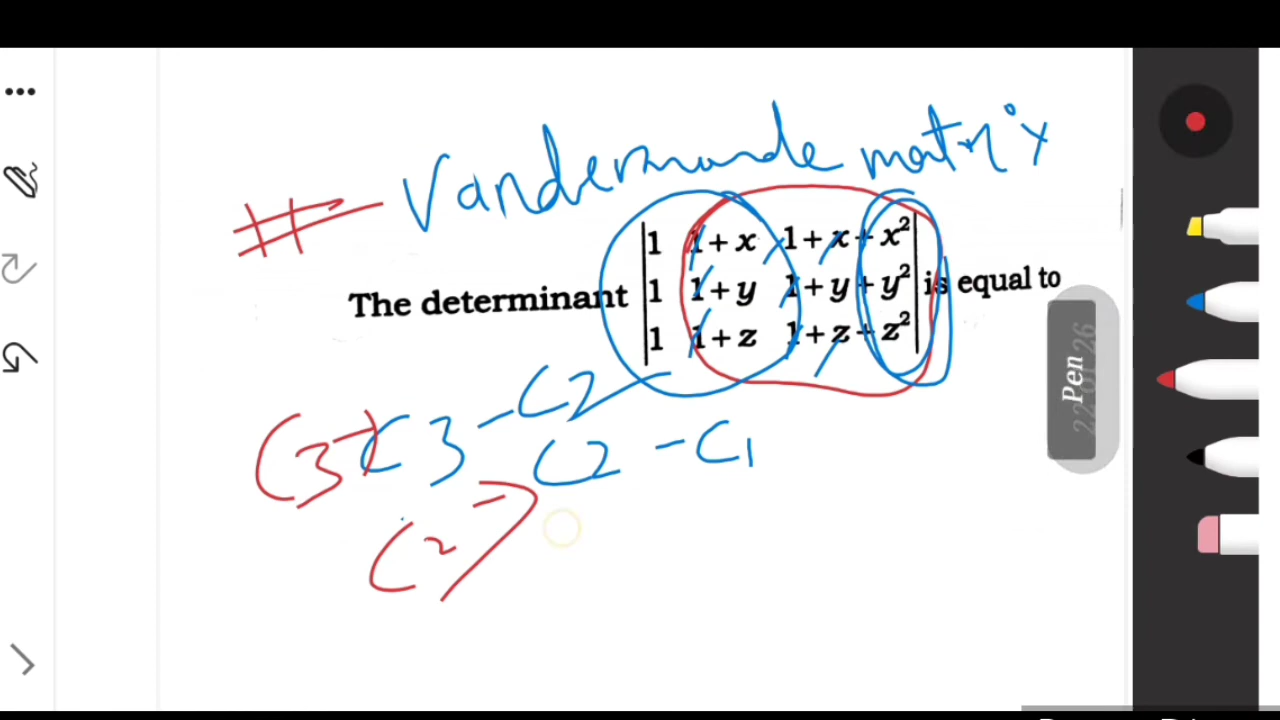 Vandermonde matrix
|1 1+x 1+x+x²|
The determinant |1 1+y 1+y+y²| is equal to
|1 1+z 1+z+z²|
C3→C3-C2
C2→ C2-C1
Pen